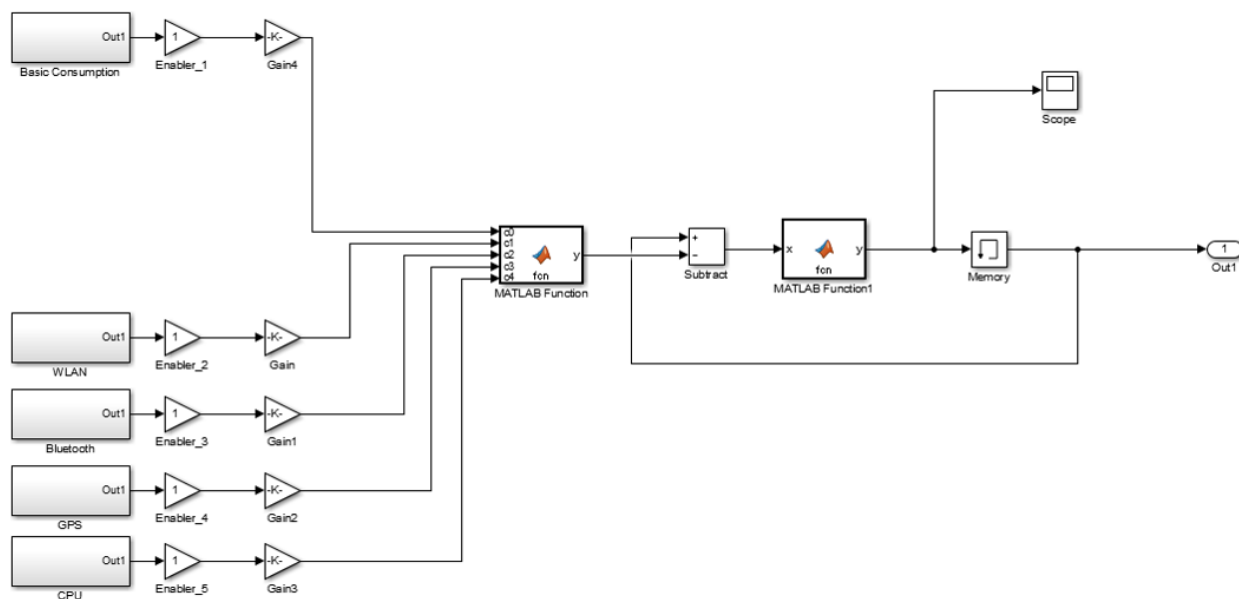 Out1
1
-K-
Basic Consumption
Enabler_1
Gain4
Scope
c0
c1
c2
c3
c4
y
fcn
MATLAB Function
+
−
Subtract
x
y
fcn
MATLAB Function1
Memory
1
Out1
Out1
1
-K-
WLAN
Enabler_2
Gain
Out1
1
-K-
Bluetooth
Enabler_3
Gain1
Out1
1
-K-
GPS
Enabler_4
Gain2
Out1
1
-K-
CPU
Enabler_5
Gain3